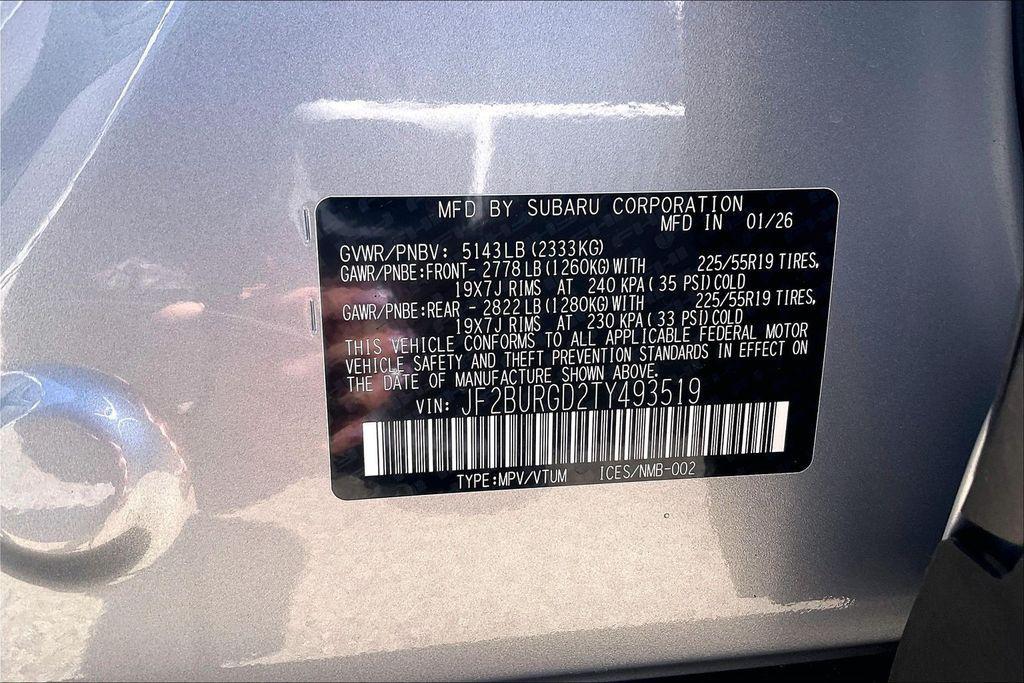 MFD BY SUBARU CORPORATION
MFD IN 01/26
GVWR/PNBV: 5143LB (2333KG)
GAWR/PNBE:FRONT- 2778 LB (1260KG) WITH 225/55R19 TIRES,
19X7J RIMS AT 240 KPA ( 35 PSI) COLD
GAWR/PNBE:REAR - 2822 LB (1280KG) WITH 225/55R19 TIRES,
19X7J RIMS AT 230 KPA ( 33 PSI) COLD
THIS VEHICLE CONFORMS TO ALL APPLICABLE FEDERAL MOTOR
VEHICLE SAFETY AND THEFT PREVENTION STANDARDS IN EFFECT ON
THE DATE OF MANUFACTURE SHOWN ABOVE.
VIN: JF2BURGD2TY493519
TYPE:MPV/VTUM ICES/NMB-002